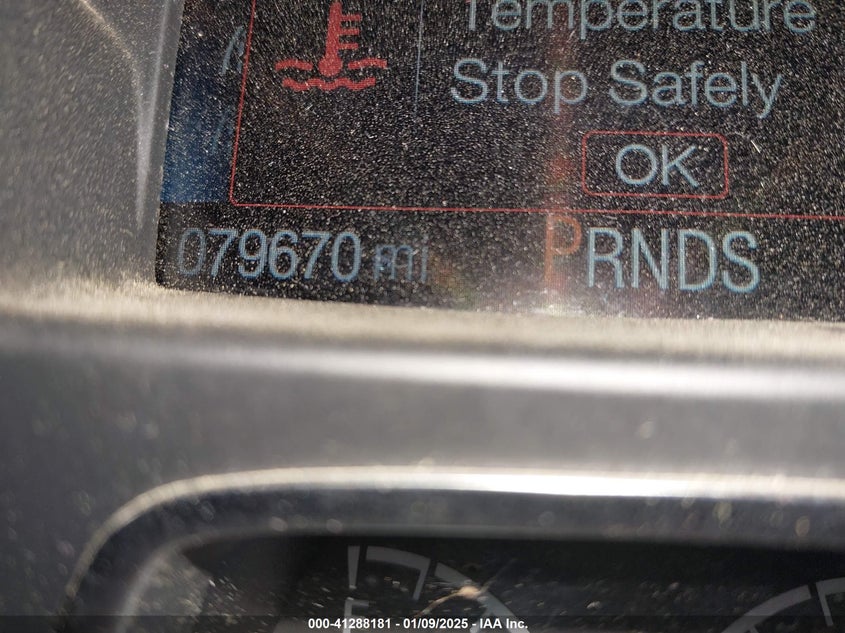 Temperature
Stop Safely
OK
079670 mi PRNDS
000-41288181 - 01/09/2025 - IAA Inc.